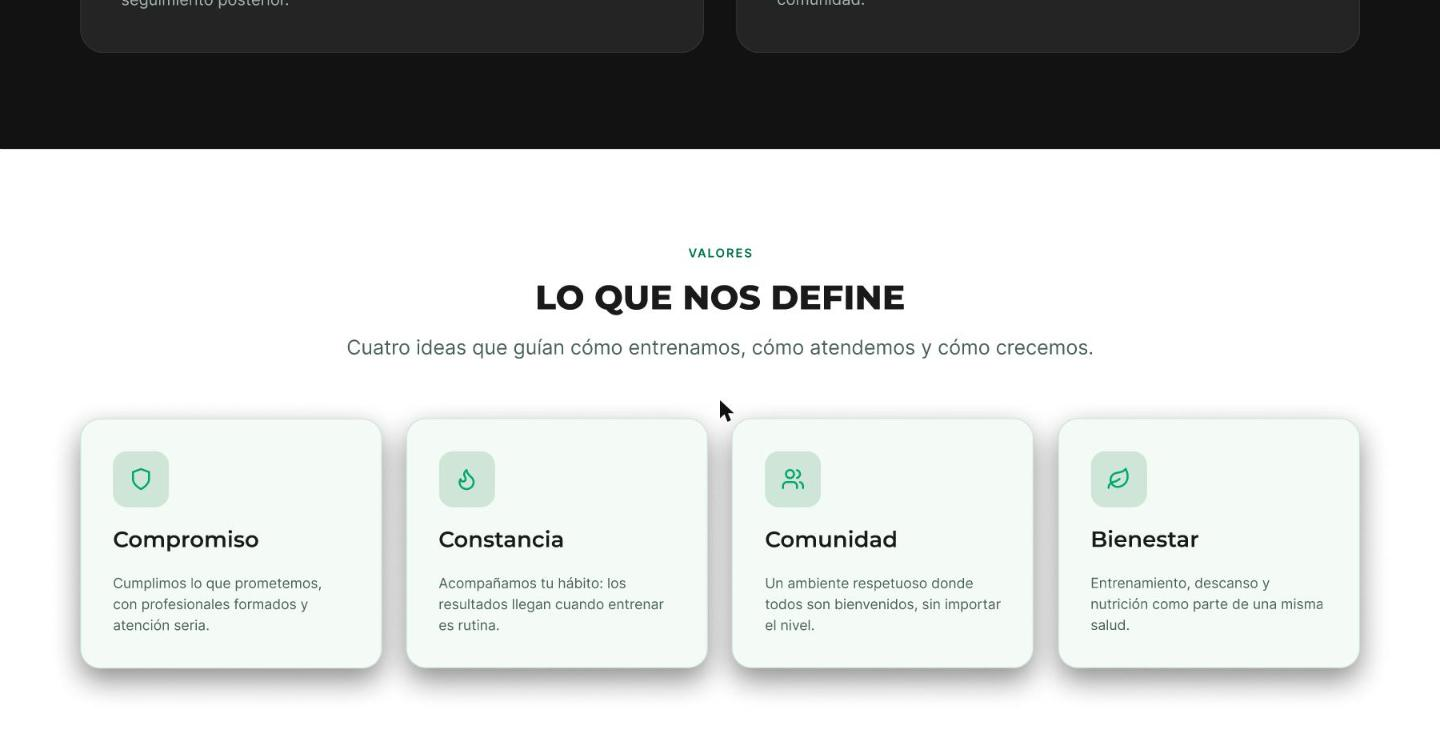 seguimiento posterior.
comunidad.
VALORES
LO QUE NOS DEFINE
Cuatro ideas que guían cómo entrenamos, cómo atendemos y cómo crecemos.
Compromiso
Cumplimos lo que prometemos,
con profesionales formados y
atención seria.
Constancia
Acompañamos tu hábito: los
resultados llegan cuando entrenar
es rutina.
Comunidad
Un ambiente respetuoso donde
todos son bienvenidos, sin importar
el nivel.
Bienestar
Entrenamiento, descanso y
nutrición como parte de una misma
salud.